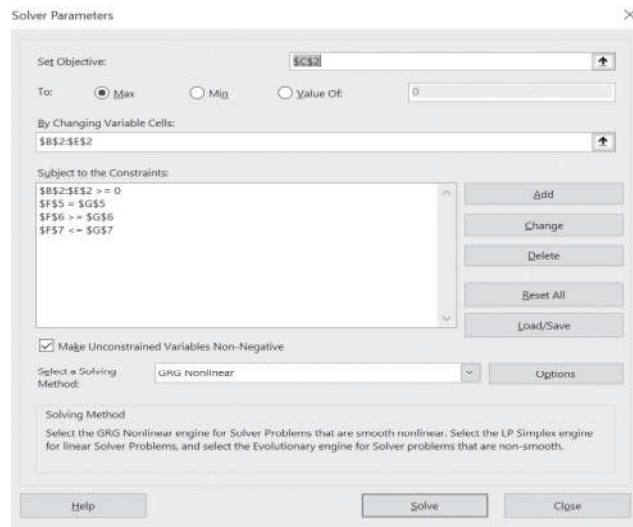 Solver Parameters
Set Objective: $C$2
To: Max Min Value Of: 0
By Changing Variable Cells:
$B$2:$E$2
Subject to the Constraints:
$B$2:$E$2 >= 0
$F$5 = $G$5
$F$6 >= $G$6
$F$7 <= $G$7
Add
Change
Delete
Reset All
Load/Save
Make Unconstrained Variables Non-Negative
Select a Solving Method: GRG Nonlinear Options
Solving Method
Select the GRG Nonlinear engine for Solver Problems that are smooth nonlinear. Select the LP Simplex engine
for linear Solver Problems, and select the Evolutionary engine for Solver problems that are non-smooth.
Help Solve Close